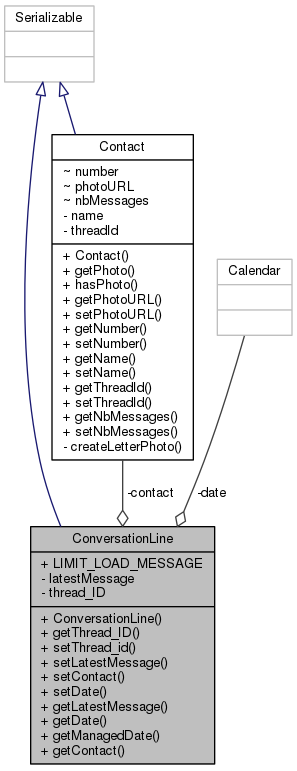 Serializable
Contact
~ number
~ photoURL
~ nbMessages
- name
- threadId
+ Contact()
+ getPhoto()
+ hasPhoto()
+ getPhotoURL()
+ setPhotoURL()
+ getNumber()
+ setNumber()
+ getName()
+ setName()
+ getThreadId()
+ setThreadId()
+ getNbMessages()
+ setNbMessages()
- createLetterPhoto()
Calendar
-contact
-date
ConversationLine
+ LIMIT_LOAD_MESSAGE
- latestMessage
- thread_ID
+ ConversationLine()
+ getThread_ID()
+ setThread_id()
+ setLatestMessage()
+ setContact()
+ setDate()
+ getLatestMessage()
+ getDate()
+ getManagedDate()
+ getContact()